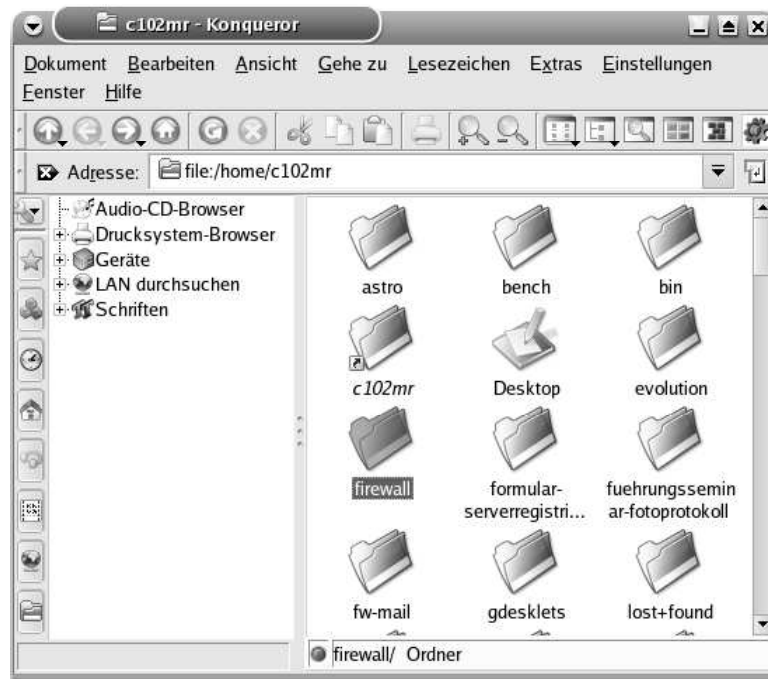 c102mr - Konqueror
Dokument Bearbeiten Ansicht Gehe zu Lesezeichen Extras Einstellungen
Fenster Hilfe
Adresse: file:/home/c102mr
Audio-CD-Browser
Drucksystem-Browser
Geräte
LAN durchsuchen
Schriften
astro bench bin
c102mr Desktop evolution
firewall formular-serverregistri... fuehrungsseminar-fotoprotokoll
fw-mail gdesklets lost+found
firewall/ Ordner